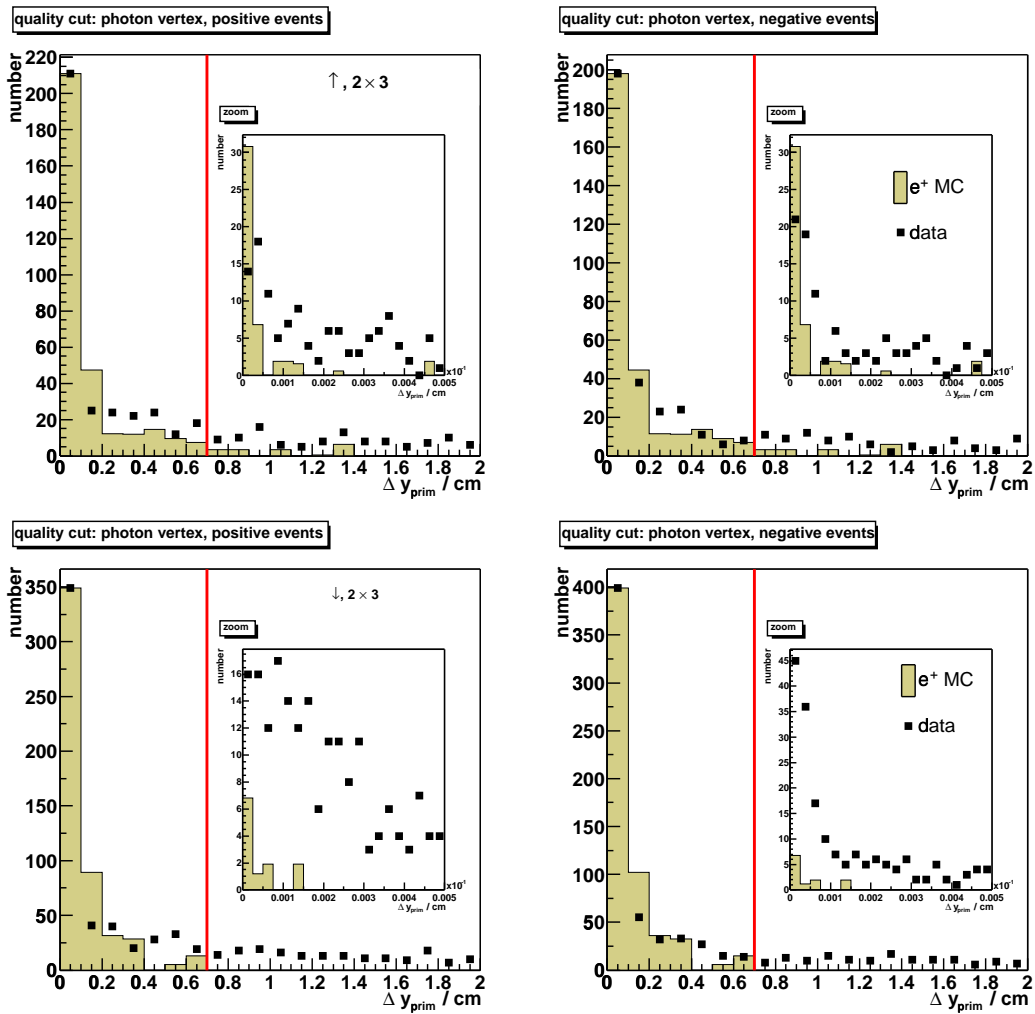 quality cut: photon vertex, positive events
number
220
200
180
160
140
120
100
80
60
40
20
0
↑ , 2 × 3
zoom
number
30
25
20
15
10
5
0
0 0.001 0.002 0.003 0.004 0.005
x10⁻¹
Δ y_prim / cm
0 0.2 0.4 0.6 0.8 1 1.2 1.4 1.6 1.8 2
Δ y_prim / cm
quality cut: photon vertex, negative events
number
200
180
160
140
120
100
80
60
40
20
0
zoom
number
30
25
20
15
10
5
0
e⁺ MC
data
0 0.001 0.002 0.003 0.004 0.005
x10⁻¹
Δ y_prim / cm
0 0.2 0.4 0.6 0.8 1 1.2 1.4 1.6 1.8 2
Δ y_prim / cm
quality cut: photon vertex, positive events
number
350
300
250
200
150
100
50
0
↓, 2 × 3
zoom
number
16
14
12
10
8
6
4
2
0
0 0.001 0.002 0.003 0.004 0.005
x10⁻¹
Δ y_prim / cm
0 0.2 0.4 0.6 0.8 1 1.2 1.4 1.6 1.8 2
Δ y_prim / cm
quality cut: photon vertex, negative events
number
400
350
300
250
200
150
100
50
0
zoom
number
45
40
35
30
25
20
15
10
5
0
e⁺ MC
data
0 0.001 0.002 0.003 0.004 0.005
x10⁻¹
Δ y_prim / cm
0 0.2 0.4 0.6 0.8 1 1.2 1.4 1.6 1.8 2
Δ y_prim / cm